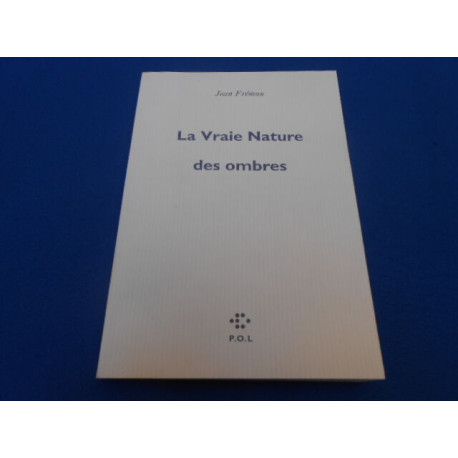 Jean Frémon
La Vraie Nature
des ombres
P.O.L